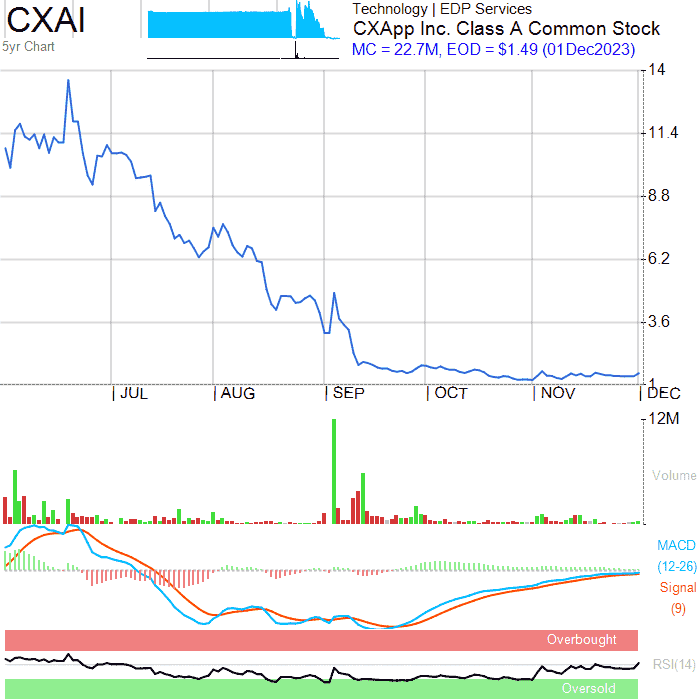 CXAI
5yr Chart
Technology | EDP Services
CXApp Inc. Class A Common Stock
MC = 22.7M, EOD = $1.49 (01Dec2023)
14
11.4
8.8
6.2
3.6
1
| JUL
| AUG
| SEP
| OCT
| NOV
| DEC
12M
Volume
MACD
(12-26)
Signal
(9)
Overbought
RSI(14)
Oversold